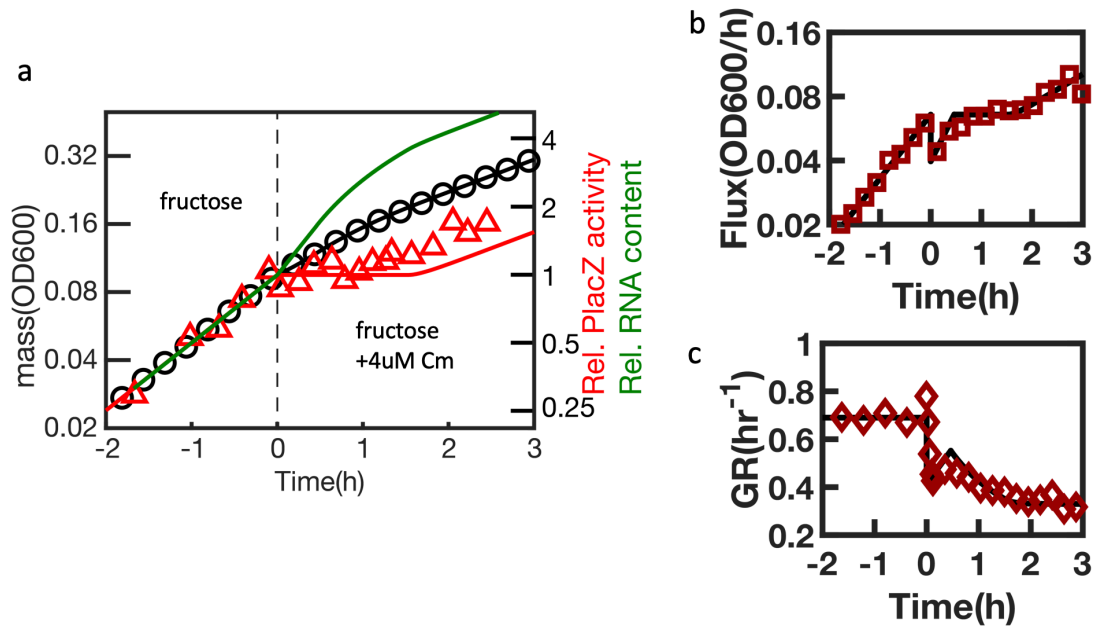 a
mass(OD600)
0.32
0.16
0.08
0.04
0.02
fructose
fructose
+4uM Cm
4
2
1
0.5
0.25
Rel. PlacZ activity
Rel. RNA content
-2 -1 0 1 2 3
Time(h)
b
Flux(OD600/h)
0.16
0.08
0.04
0.02
-2 -1 0 1 2 3
Time(h)
c
GR(hr⁻¹)
1
0.8
0.6
0.4
0.2
-2 -1 0 1 2 3
Time(h)